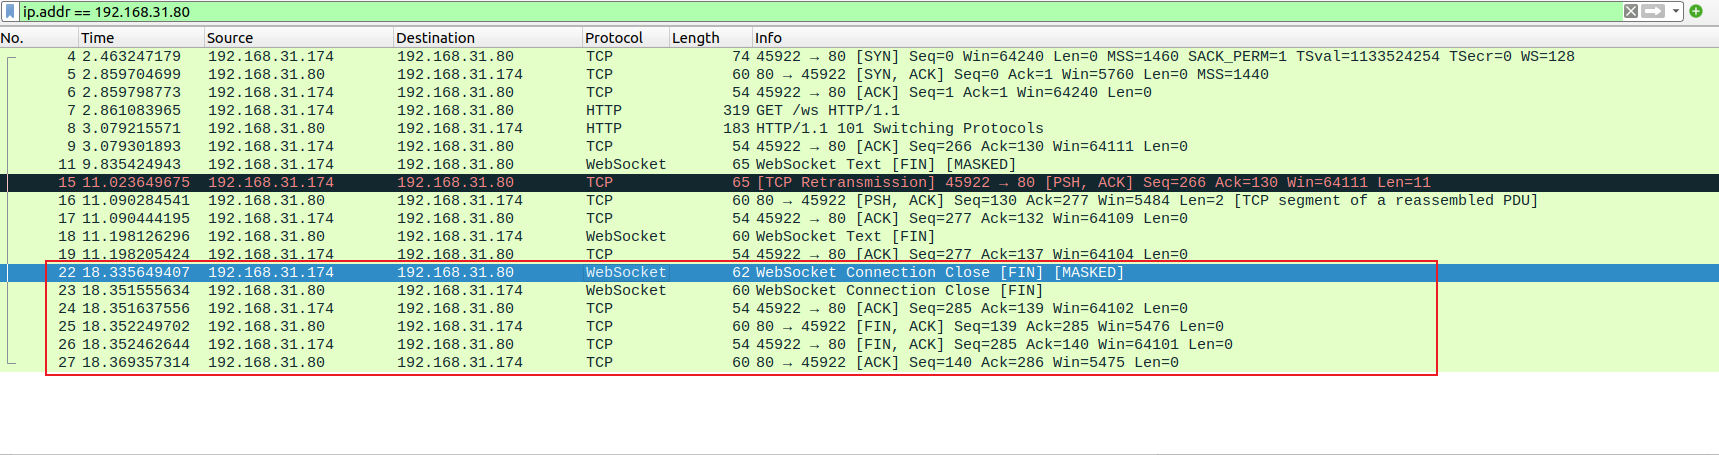 ip.addr == 192.168.31.80
No. Time Source Destination Protocol Length Info
4 2.463247179 192.168.31.174 192.168.31.80 TCP 74 45922 → 80 [SYN] Seq=0 Win=64240 Len=0 MSS=1460 SACK_PERM=1 TSval=1133524254 TSecr=0 WS=128
5 2.859704699 192.168.31.80 192.168.31.174 TCP 60 80 → 45922 [SYN, ACK] Seq=0 Ack=1 Win=5760 Len=0 MSS=1440
6 2.859798773 192.168.31.174 192.168.31.80 TCP 54 45922 → 80 [ACK] Seq=1 Ack=1 Win=64240 Len=0
7 2.861083965 192.168.31.174 192.168.31.80 HTTP 319 GET /ws HTTP/1.1
8 3.079215571 192.168.31.80 192.168.31.174 HTTP 183 HTTP/1.1 101 Switching Protocols
9 3.079301893 192.168.31.174 192.168.31.80 TCP 54 45922 → 80 [ACK] Seq=266 Ack=130 Win=64111 Len=0
11 9.835424943 192.168.31.174 192.168.31.80 WebSocket 65 WebSocket Text [FIN] [MASKED]
15 11.023649675 192.168.31.174 192.168.31.80 TCP 65 [TCP Retransmission] 45922 → 80 [PSH, ACK] Seq=266 Ack=130 Win=64111 Len=11
16 11.090284541 192.168.31.80 192.168.31.174 TCP 60 80 → 45922 [PSH, ACK] Seq=130 Ack=277 Win=5484 Len=2 [TCP segment of a reassembled PDU]
17 11.090444195 192.168.31.174 192.168.31.80 TCP 54 45922 → 80 [ACK] Seq=277 Ack=132 Win=64109 Len=0
18 11.198126296 192.168.31.80 192.168.31.174 WebSocket 60 WebSocket Text [FIN]
19 11.198205424 192.168.31.174 192.168.31.80 TCP 54 45922 → 80 [ACK] Seq=277 Ack=137 Win=64104 Len=0
22 18.335649407 192.168.31.174 192.168.31.80 WebSocket 62 WebSocket Connection Close [FIN] [MASKED]
23 18.351555634 192.168.31.80 192.168.31.174 WebSocket 60 WebSocket Connection Close [FIN]
24 18.351637556 192.168.31.174 192.168.31.80 TCP 54 45922 → 80 [ACK] Seq=285 Ack=139 Win=64102 Len=0
25 18.352249702 192.168.31.80 192.168.31.174 TCP 60 80 → 45922 [FIN, ACK] Seq=139 Ack=285 Win=5476 Len=0
26 18.352462644 192.168.31.174 192.168.31.80 TCP 54 45922 → 80 [FIN, ACK] Seq=285 Ack=140 Win=64101 Len=0
27 18.369357314 192.168.31.80 192.168.31.174 TCP 60 80 → 45922 [ACK] Seq=140 Ack=286 Win=5475 Len=0